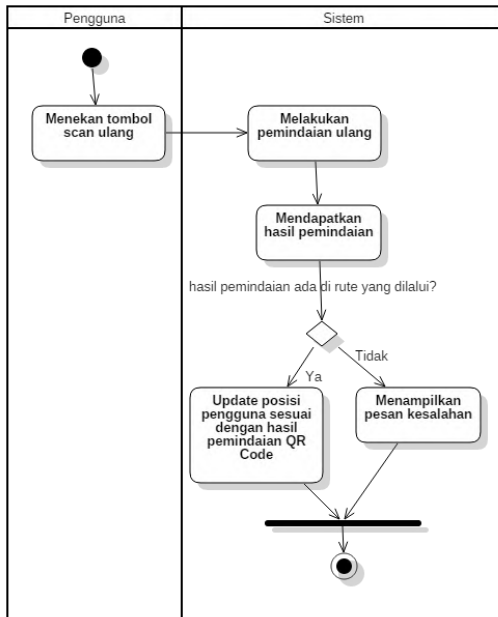 Pengguna
Sistem
Menekan tombol
scan ulang
Melakukan
pemindaian ulang
Mendapatkan
hasil pemindaian
hasil pemindaian ada di rute yang dilalui?
Ya
Tidak
Update posisi
pengguna sesuai
dengan hasil
pemindaian QR
Code
Menampilkan
pesan kesalahan